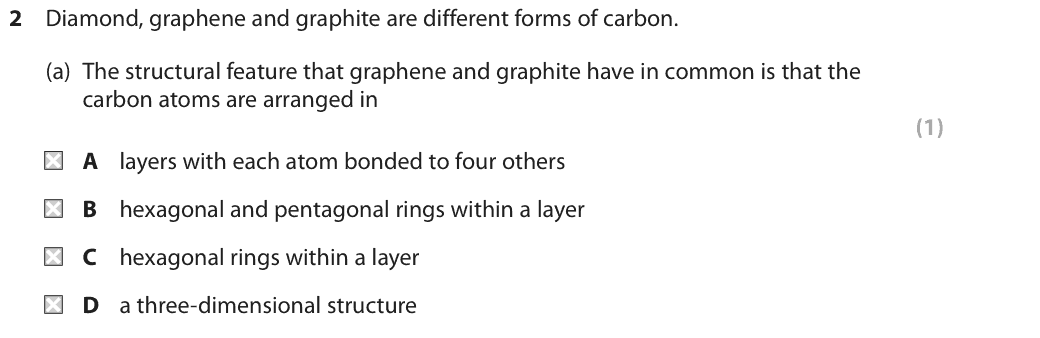 2 Diamond, graphene and graphite are different forms of carbon.
(a) The structural feature that graphene and graphite have in common is that the
carbon atoms are arranged in
(1)
A layers with each atom bonded to four others
B hexagonal and pentagonal rings within a layer
C hexagonal rings within a layer
D a three-dimensional structure